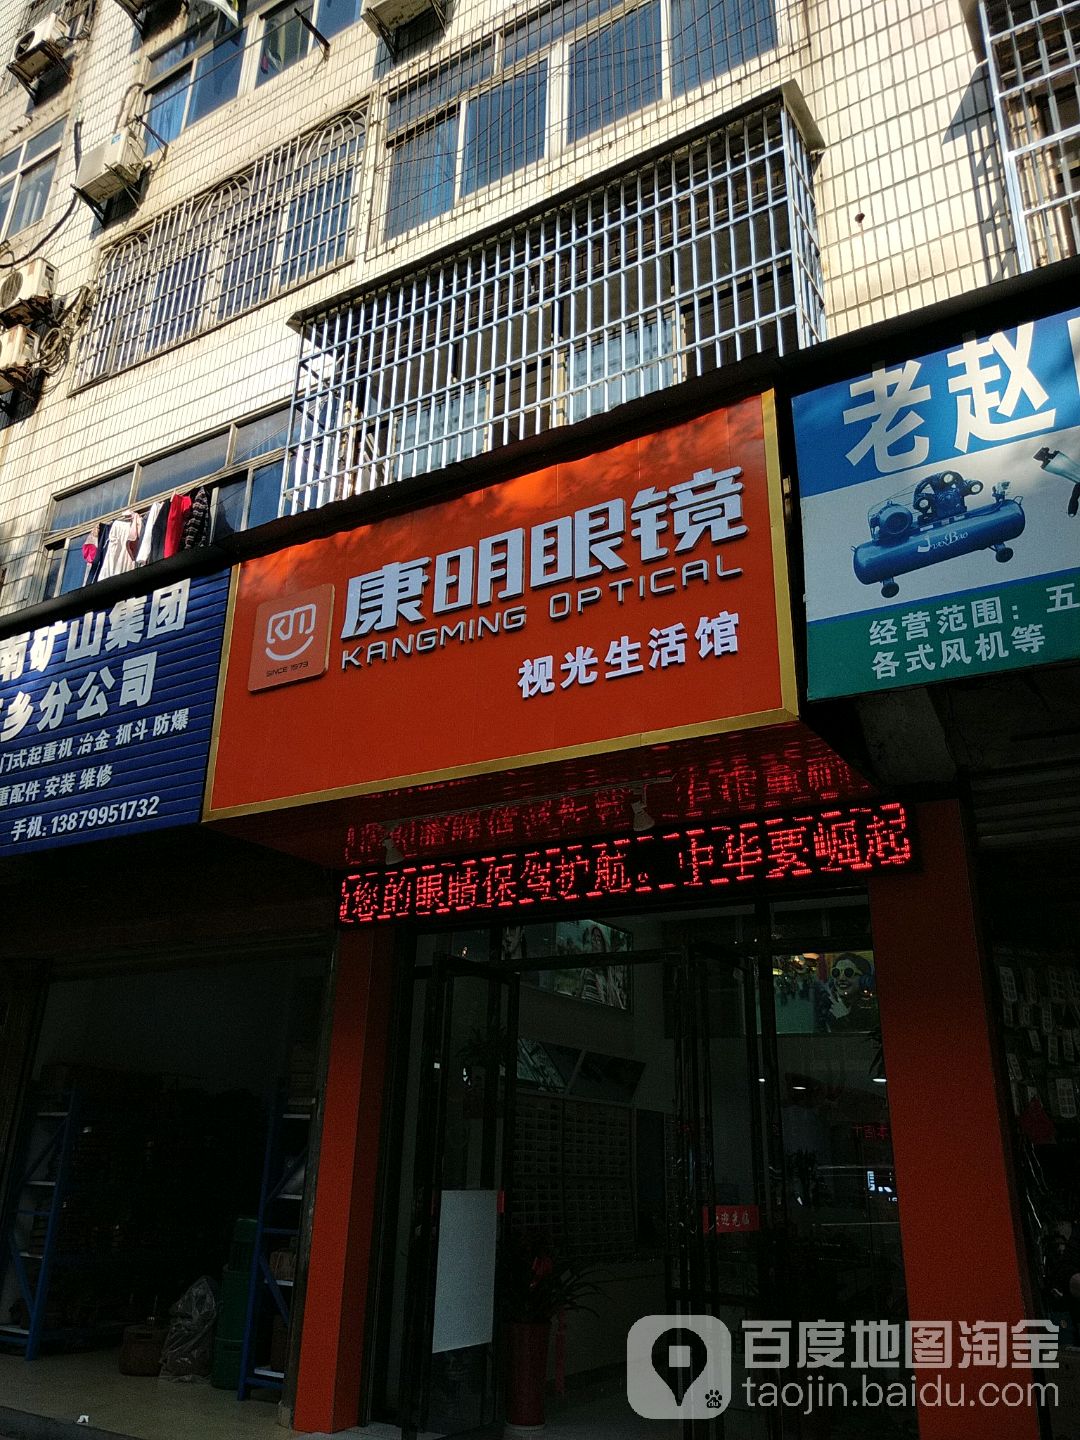 康明眼镜
KANGMING OPTICAL
SINCE 1973
视光生活馆
南矿山集团
乡分公司
门式起重机 冶金 抓斗 防爆
重配件 安装 维修
手机:13879951732
老赵
经营范围：五
各式风机等
您的眼睛保驾护航。中华要崛起
欢迎光临
百度地图淘金
taojin.baidu.com